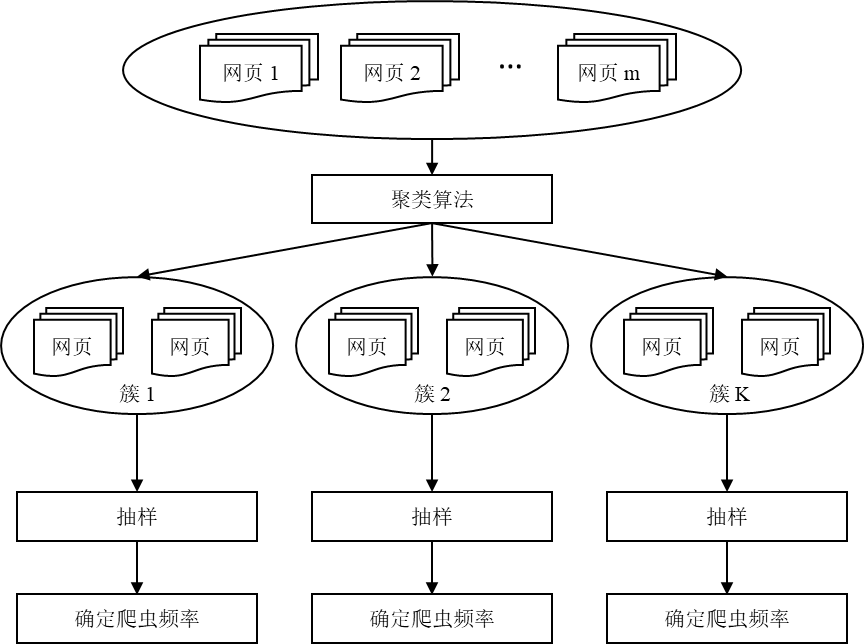 网页 1 网页 2 … 网页 m
聚类算法
网页 网页 网页 网页 网页 网页
簇 1 簇 2 簇 K
抽样 抽样 抽样
确定爬虫频率 确定爬虫频率 确定爬虫频率